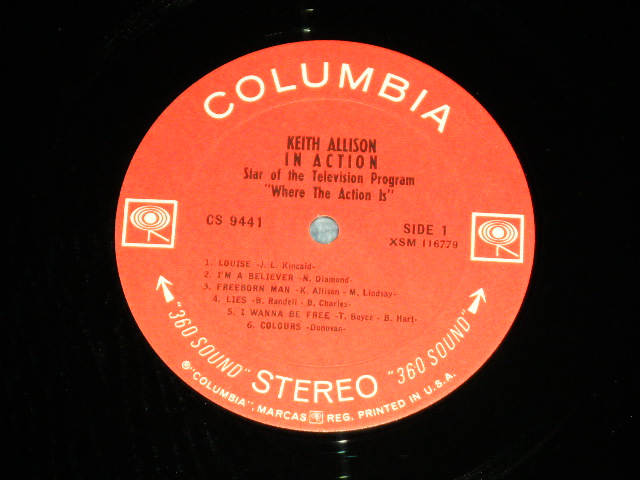 COLUMBIA
KEITH ALLISON
IN ACTION
Star of the Television Program
"Where The Action Is"
CS 9441
SIDE 1
XSM 116779
1. LOUISE -J. L. Kincaid-
2. I'M A BELIEVER -N. Diamond-
3. FREEBORN MAN -K. Allison - M. Lindsay-
4. LIES -B. Randell - B. Charles-
5. I WANNA BE FREE -T. Boyce - B. Hart-
6. COLOURS -Donovan-
"360 SOUND" STEREO "360 SOUND"
® "COLUMBIA", MARCAS REG. PRINTED IN U.S.A.